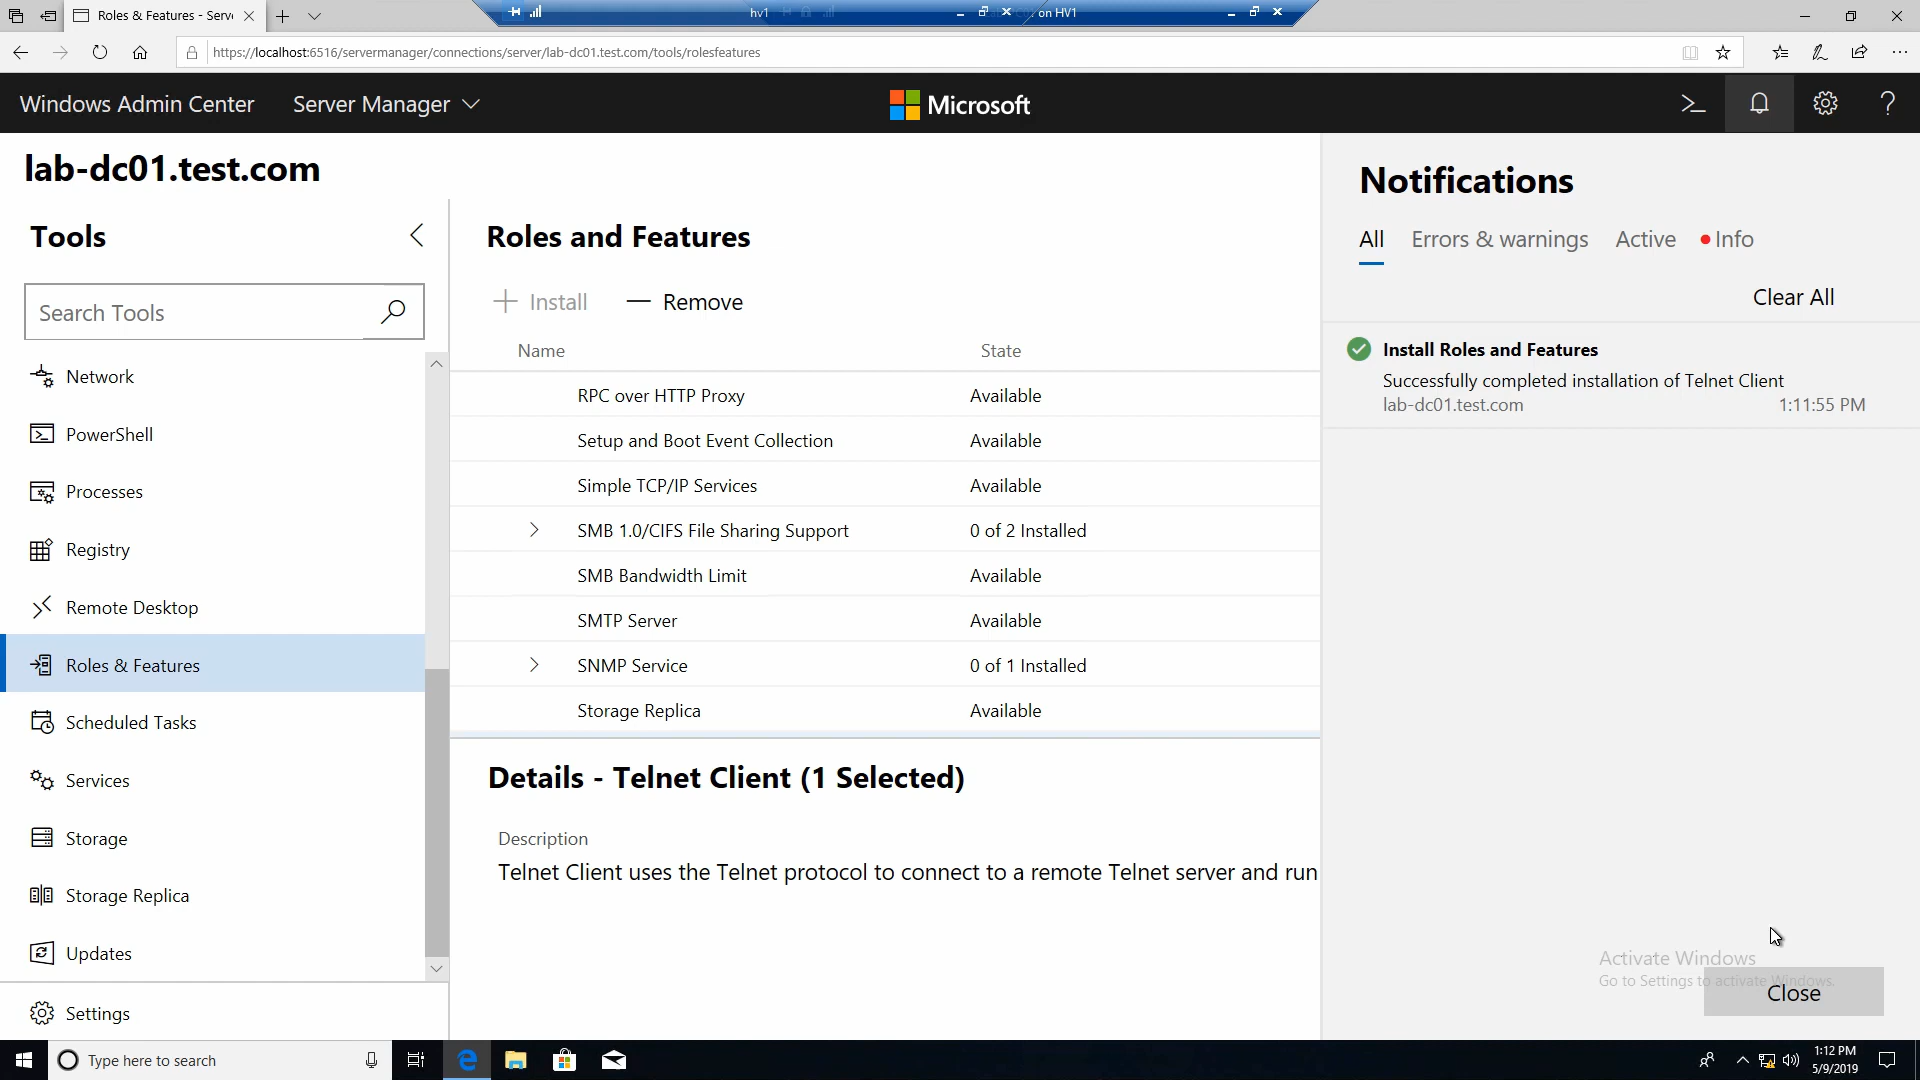 Roles & Features - Serv
hv1
on HV1
https://localhost:6516/servermanager/connections/server/lab-dc01.test.com/tools/rolesfeatures
Windows Admin Center
Server Manager
Microsoft
lab-dc01.test.com
Tools
Search Tools
Network
PowerShell
Processes
Registry
Remote Desktop
Roles & Features
Scheduled Tasks
Services
Storage
Storage Replica
Updates
Settings
Roles and Features
Install
Remove
Name State
RPC over HTTP Proxy Available
Setup and Boot Event Collection Available
Simple TCP/IP Services Available
SMB 1.0/CIFS File Sharing Support 0 of 2 Installed
SMB Bandwidth Limit Available
SMTP Server Available
SNMP Service 0 of 1 Installed
Storage Replica Available
Details - Telnet Client (1 Selected)
Description
Telnet Client uses the Telnet protocol to connect to a remote Telnet server and run
Notifications
All Errors & warnings Active Info
Clear All
Install Roles and Features
Successfully completed installation of Telnet Client
lab-dc01.test.com 1:11:55 PM
Activate Windows
Go to Settings to activate Windows.
Close
Type here to search
1:12 PM
5/9/2019